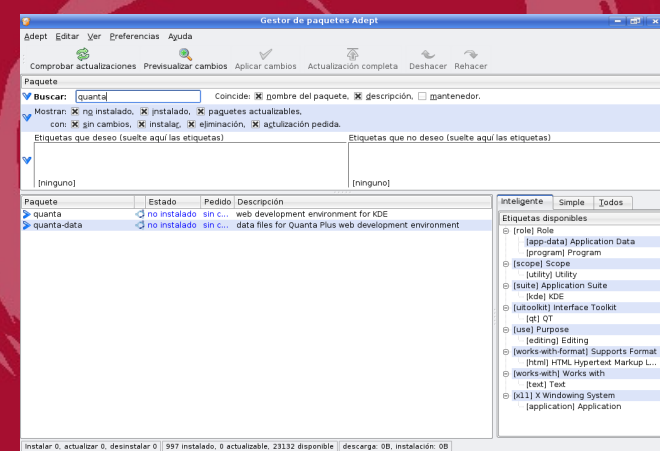 Gestor de paquetes Adept
Adept Editar Ver Preferencias Ayuda
Comprobar actualizaciones Previsualizar cambios Aplicar cambios Actualización completa Deshacer Rehacer
Paquete
Buscar: quanta Coincide: nombre del paquete, descripción, mantenedor.
Mostrar: no instalado, instalado, paquetes actualizables,
con: sin cambios, instalar, eliminación, actulización pedida.
Etiquetas que deseo (suelte aquí las etiquetas) Etiquetas que no deseo (suelte aquí las etiquetas)
[ninguno] [ninguno]
Paquete Estado Pedido Descripción
quanta no instalado sin c... web development environment for KDE
quanta-data no instalado sin c... data files for Quanta Plus web development environment
Inteligente Simple Todos
Etiquetas disponibles
[role] Role
[app-data] Application Data
[program] Program
[scope] Scope
[utility] Utility
[suite] Application Suite
[kde] KDE
[uitoolkit] Interface Toolkit
[qt] QT
[use] Purpose
[editing] Editing
[works-with-format] Supports Format
[html] HTML Hypertext Markup L...
[works-with] Works with
[text] Text
[x11] X Windowing System
[application] Application
Instalar 0, actualizar 0, desinstalar 0 997 instalado, 0 actualizable, 23132 disponible descarga: 0B, instalación: 0B